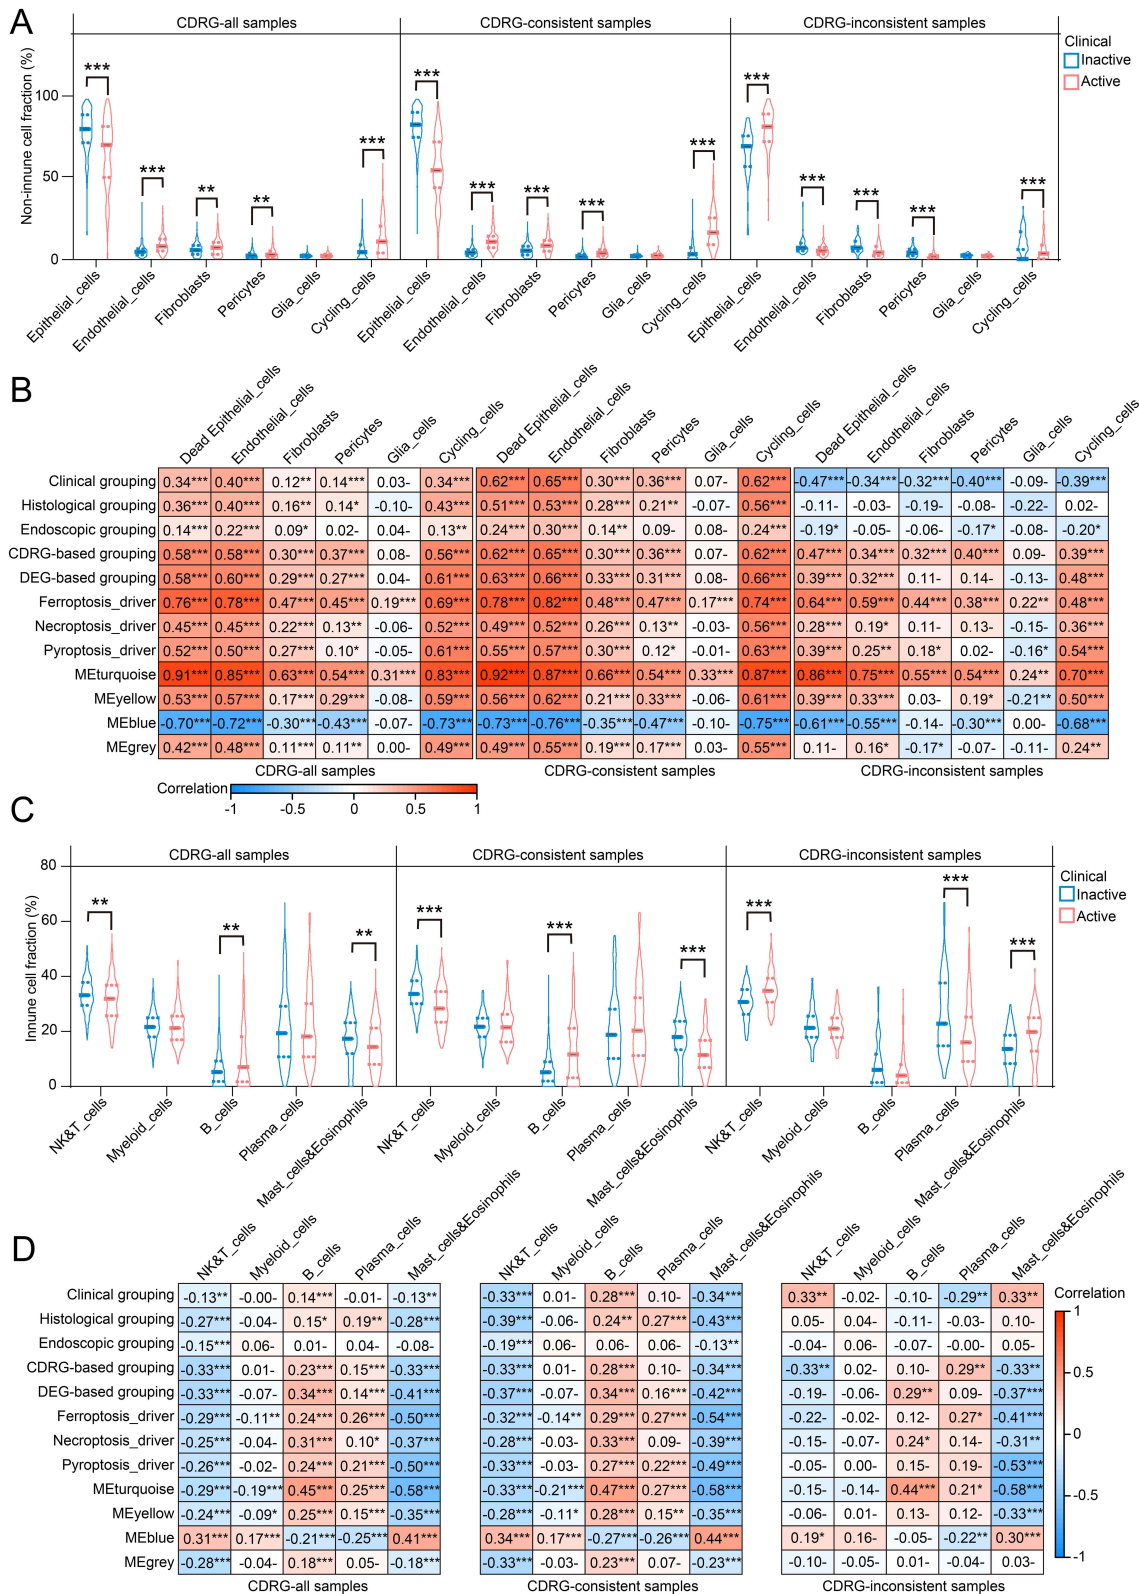 A
CDRG-all samples
CDRG-consistent samples
CDRG-inconsistent samples
Clinical
Inactive
Active
Non-inmune cell fraction (%)
100
50
0
*** *** ** ** ***
*** *** *** *** ***
*** *** *** *** ***
Epithelial_cells Endothelial_cells Fibroblasts Pericytes Glia_cells Cycling_cells
Epithelial_cells Endothelial_cells Fibroblasts Pericytes Glia_cells Cycling_cells
Epithelial_cells Endothelial_cells Fibroblasts Pericytes Glia_cells Cycling_cells
B
Dead Epithelial_cells Endothelial_cells Fibroblasts Pericytes Glia_cells Cycling_cells
Dead Epithelial_cells Endothelial_cells Fibroblasts Pericytes Glia_cells Cycling_cells
Dead Epithelial_cells Endothelial_cells Fibroblasts Pericytes Glia_cells Cycling_cells
Clinical grouping 0.34*** 0.40*** 0.12** 0.14*** 0.03- 0.34*** 0.62*** 0.65*** 0.30*** 0.36*** 0.07- 0.62*** -0.47*** -0.34*** -0.32*** -0.40*** -0.09- -0.39***
Histological grouping 0.36*** 0.40*** 0.16** 0.14* -0.10- 0.43*** 0.51*** 0.53*** 0.28*** 0.21** -0.07- 0.56*** -0.11- -0.03- -0.19- -0.08- -0.22- 0.02-
Endoscopic grouping 0.14*** 0.22*** 0.09* 0.02- 0.04- 0.13** 0.24*** 0.30*** 0.14** 0.09- 0.08- 0.24*** -0.19* -0.05- -0.06- -0.17* -0.08- -0.20*
CDRG-based grouping 0.58*** 0.58*** 0.30*** 0.37*** 0.08- 0.56*** 0.62*** 0.65*** 0.30*** 0.36*** 0.07- 0.62*** 0.47*** 0.34*** 0.32*** 0.40*** 0.09- 0.39***
DEG-based grouping 0.58*** 0.60*** 0.29*** 0.27*** 0.04- 0.61*** 0.63*** 0.66*** 0.33*** 0.31*** 0.08- 0.66*** 0.39*** 0.32*** 0.11- 0.14- -0.13- 0.48***
Ferroptosis_driver 0.76*** 0.78*** 0.47*** 0.45*** 0.19*** 0.69*** 0.78*** 0.82*** 0.48*** 0.47*** 0.17*** 0.74*** 0.64*** 0.59*** 0.44*** 0.38*** 0.22** 0.48***
Necroptosis_driver 0.45*** 0.45*** 0.22*** 0.13** -0.06- 0.52*** 0.49*** 0.52*** 0.26*** 0.13** -0.03- 0.56*** 0.28*** 0.19* 0.11- 0.13- -0.15- 0.36***
Pyroptosis_driver 0.52*** 0.50*** 0.27*** 0.10* -0.05- 0.61*** 0.55*** 0.57*** 0.30*** 0.12* -0.01- 0.63*** 0.39*** 0.25** 0.18* 0.02- -0.16* 0.54***
MEturquoise 0.91*** 0.85*** 0.63*** 0.54*** 0.31*** 0.83*** 0.92*** 0.87*** 0.66*** 0.54*** 0.33*** 0.87*** 0.86*** 0.75*** 0.55*** 0.54*** 0.24** 0.70***
MEyellow 0.53*** 0.57*** 0.17*** 0.29*** -0.08- 0.59*** 0.56*** 0.62*** 0.21*** 0.33*** -0.06- 0.61*** 0.39*** 0.33*** 0.03- 0.19* -0.21** 0.50***
MEblue -0.70*** -0.72*** -0.30*** -0.43*** -0.07- -0.73*** -0.73*** -0.76*** -0.35*** -0.47*** -0.10- -0.75*** -0.61*** -0.55*** -0.14- -0.30*** 0.00- -0.68***
MEgrey 0.42*** 0.48*** 0.11*** 0.11** 0.00- 0.49*** 0.49*** 0.55*** 0.19*** 0.17*** 0.03- 0.55*** 0.11- 0.16* -0.17* -0.07- -0.11- 0.24**
CDRG-all samples
CDRG-consistent samples
CDRG-inconsistent samples
Correlation
-1 -0.5 0 0.5 1
C
CDRG-all samples
CDRG-consistent samples
CDRG-inconsistent samples
Clinical
Inactive
Active
Innune cell fraction (%)
80
60
40
20
0
** ** **
*** *** ***
*** *** ***
NK&T_cells Myeloid_cells B_cells Plasma_cells Mast_cells&Eosinophils
NK&T_cells Myeloid_cells B_cells Plasma_cells Mast_cells&Eosinophils
NK&T_cells Myeloid_cells B_cells Plasma_cells Mast_cells&Eosinophils
D
NK&T_cells Myeloid_cells B_cells Plasma_cells Mast_cells&Eosinophils
NK&T_cells Myeloid_cells B_cells Plasma_cells Mast_cells&Eosinophils
NK&T_cells Myeloid_cells B_cells Plasma_cells Mast_cells&Eosinophils
Clinical grouping -0.13** -0.00- 0.14*** -0.01- -0.13** -0.33*** 0.01- 0.28*** 0.10- -0.34*** 0.33** -0.02- -0.10- -0.29** 0.33**
Histological grouping -0.27*** -0.04- 0.15* 0.19** -0.28*** -0.39*** -0.06- 0.24** 0.27*** -0.43*** 0.05- 0.04- -0.11- -0.03- 0.10-
Endoscopic grouping -0.15*** 0.06- 0.01- 0.04- -0.08- -0.19*** 0.06- 0.06- 0.06- -0.13** -0.04- 0.06- -0.07- -0.00- 0.05-
CDRG-based grouping -0.33*** 0.01- 0.23*** 0.15*** -0.33*** -0.33*** 0.01- 0.28*** 0.10- -0.34*** -0.33** 0.02- 0.10- 0.29** -0.33**
DEG-based grouping -0.33*** -0.07- 0.34*** 0.14*** -0.41*** -0.37*** -0.07- 0.34*** 0.16*** -0.42*** -0.19- -0.06- 0.29** 0.09- -0.37***
Ferroptosis_driver -0.29*** -0.11** 0.24*** 0.26*** -0.50*** -0.32*** -0.14** 0.29*** 0.27*** -0.54*** -0.22- -0.02- 0.12- 0.27* -0.41***
Necroptosis_driver -0.25*** -0.04- 0.31*** 0.10* -0.37*** -0.28*** -0.03- 0.33*** 0.09- -0.39*** -0.15- -0.07- 0.24* 0.14- -0.31**
Pyroptosis_driver -0.26*** -0.02- 0.24*** 0.21*** -0.50*** -0.33*** -0.03- 0.27*** 0.22*** -0.49*** -0.05- 0.00- 0.15- 0.19- -0.53***
MEturquoise -0.29*** -0.19*** 0.45*** 0.25*** -0.58*** -0.33*** -0.21*** 0.47*** 0.27*** -0.58*** -0.15- -0.14- 0.44*** 0.21* -0.58***
MEyellow -0.24*** -0.09* 0.25*** 0.15*** -0.35*** -0.28*** -0.11* 0.28*** 0.15** -0.35*** -0.06- 0.01- 0.13- 0.12- -0.33***
MEblue 0.31*** 0.17*** -0.21*** -0.25*** 0.41*** 0.34*** 0.17*** -0.27*** -0.26*** 0.44*** 0.19* 0.16- -0.05- -0.22** 0.30***
MEgrey -0.28*** -0.04- 0.18*** 0.05- -0.18*** -0.33*** -0.03- 0.23*** 0.07- -0.23*** -0.10- -0.05- 0.01- -0.04- 0.03-
CDRG-all samples
CDRG-consistent samples
CDRG-inconsistent samples
Correlation
1
0.5
0
-0.5
-1